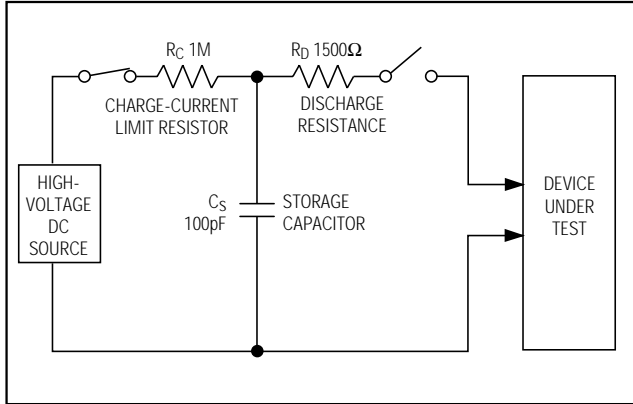 R_C 1M
CHARGE-CURRENT
LIMIT RESISTOR
R_D 1500Ω
DISCHARGE
RESISTANCE
HIGH-
VOLTAGE
DC
SOURCE
C_S
100pF
STORAGE
CAPACITOR
DEVICE
UNDER
TEST